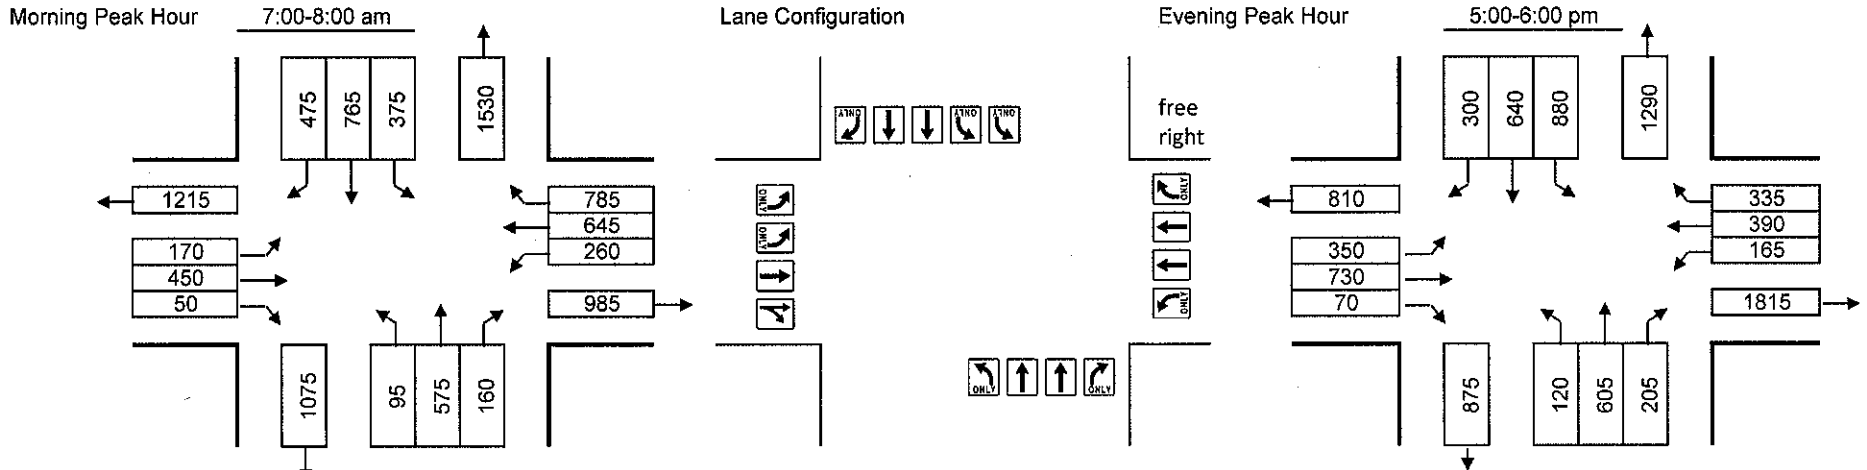 Morning Peak Hour 7:00-8:00 am
475 765 375
1530
1215
170
450
50
785
645
260
985
1075
95 575 160
Lane Configuration
ONLY ONLY ONLY
ONLY
ONLY
free
right
ONLY
ONLY
ONLY ONLY
Evening Peak Hour 5:00-6:00 pm
300 640 880
1290
810
350
730
70
335
390
165
1815
875
120 605 205